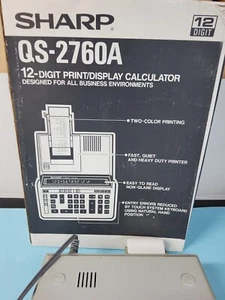 SHARP
12
DIGIT
QS-2760A
12-DIGIT PRINT/DISPLAY CALCULATOR
DESIGNED FOR ALL BUSINESS ENVIRONMENTS
• TWO-COLOR PRINTING
• FAST, QUIET
AND HEAVY DUTY PRINTER
• EASY TO READ
NON-GLARE DISPLAY
• ENTRY ERRORS REDUCED
BY TOUCH SYSTEM KEYBOARD
USING NATURAL HAND
POSITION